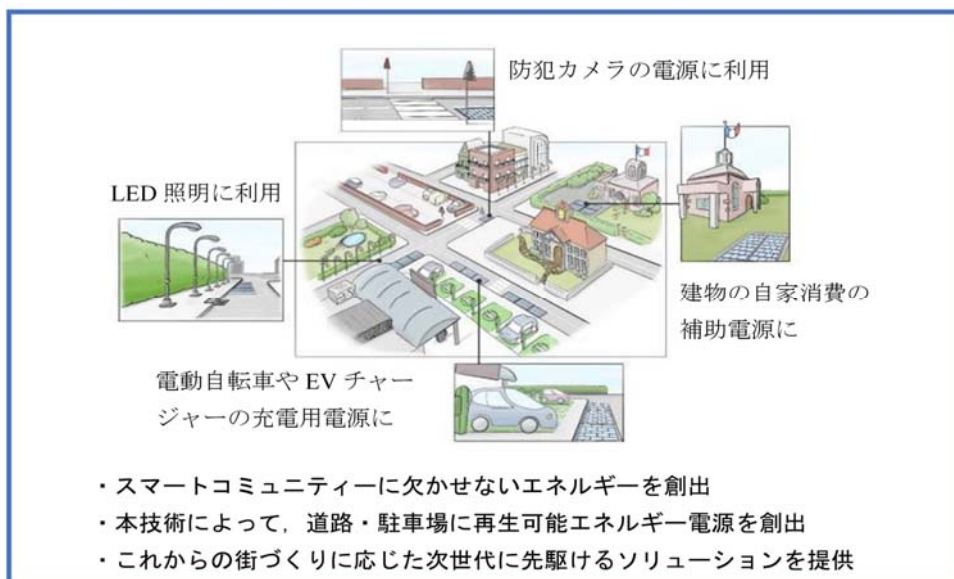 防犯カメラの電源に利用
LED 照明に利用
建物の自家消費の
補助電源に
電動自転車や EV チャー
ジャーの充電用電源に
・スマートコミュニティーに欠かせないエネルギーを創出
・本技術によって，道路・駐車場に再生可能エネルギー電源を創出
・これからの街づくりに応じた次世代に先駆けるソリューションを提供